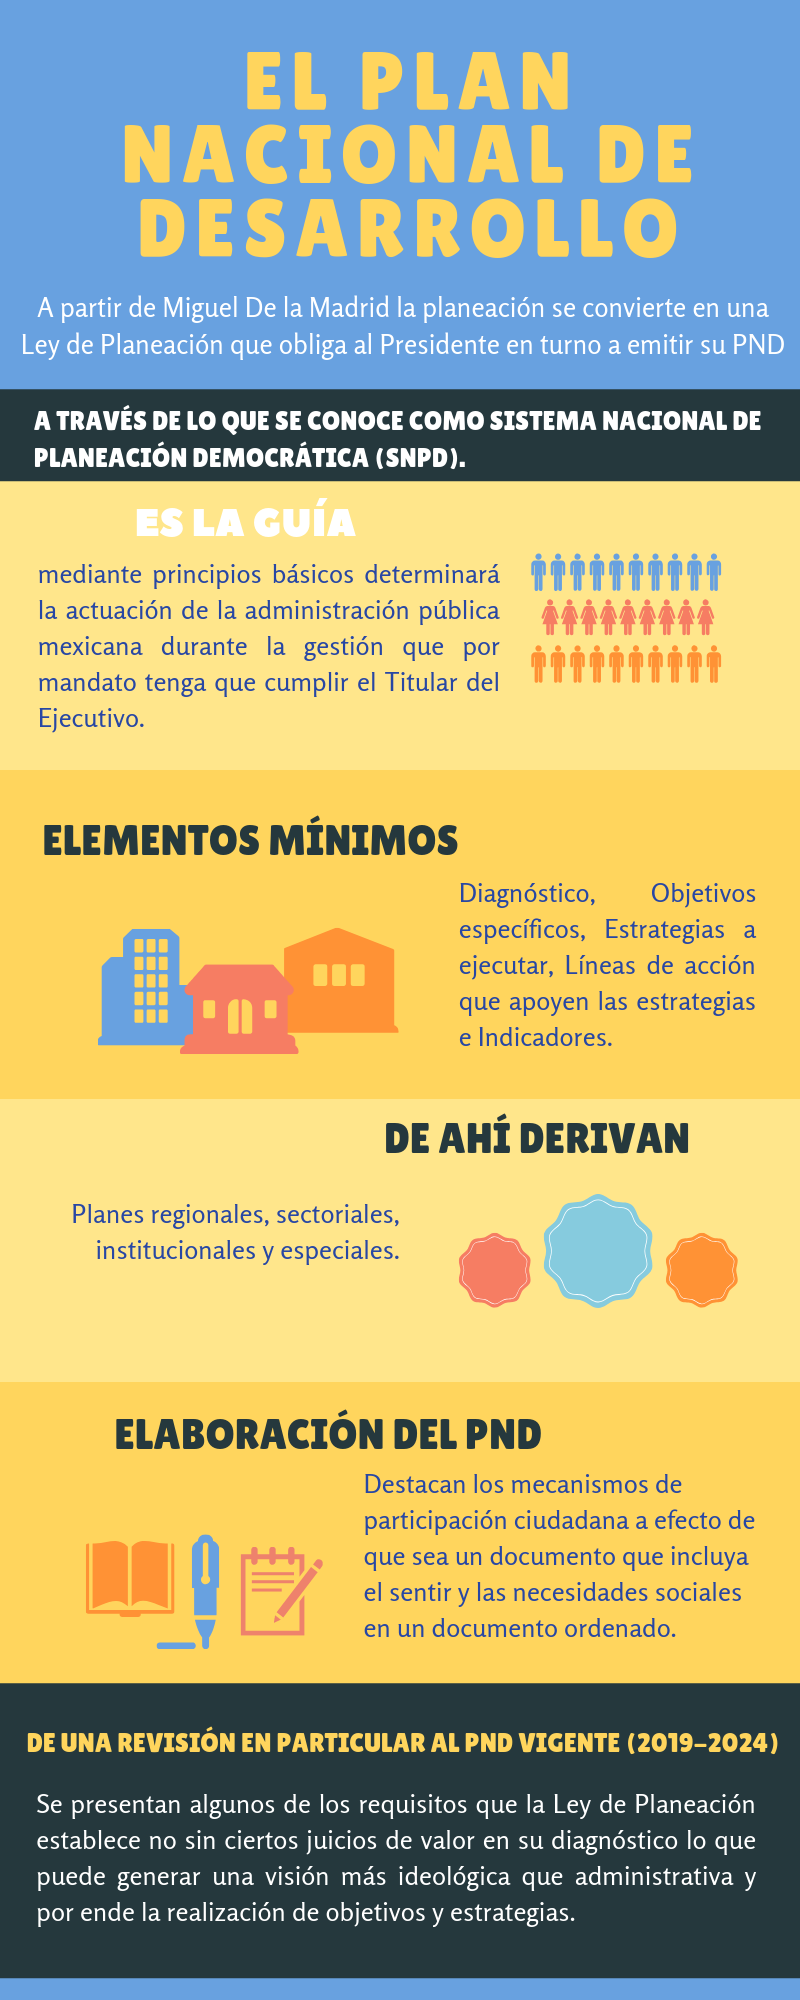 EL PLAN
NACIONAL DE
DESARROLLO
A partir de Miguel De la Madrid la planeación se convierte en una
Ley de Planeación que obliga al Presidente en turno a emitir su PND
A TRAVÉS DE LO QUE SE CONOCE COMO SISTEMA NACIONAL DE
PLANEACIÓN DEMOCRÁTICA (SNPD).
ES LA GUÍA
mediante principios básicos determinará
la actuación de la administración pública
mexicana durante la gestión que por
mandato tenga que cumplir el Titular del
Ejecutivo.
ELEMENTOS MÍNIMOS
Diagnóstico, Objetivos
específicos, Estrategias a
ejecutar, Líneas de acción
que apoyen las estrategias
e Indicadores.
DE AHÍ DERIVAN
Planes regionales, sectoriales,
institucionales y especiales.
ELABORACIÓN DEL PND
Destacan los mecanismos de
participación ciudadana a efecto de
que sea un documento que incluya
el sentir y las necesidades sociales
en un documento ordenado.
DE UNA REVISIÓN EN PARTICULAR AL PND VIGENTE (2019-2024)
Se presentan algunos de los requisitos que la Ley de Planeación
establece no sin ciertos juicios de valor en su diagnóstico lo que
puede generar una visión más ideológica que administrativa y
por ende la realización de objetivos y estrategias.